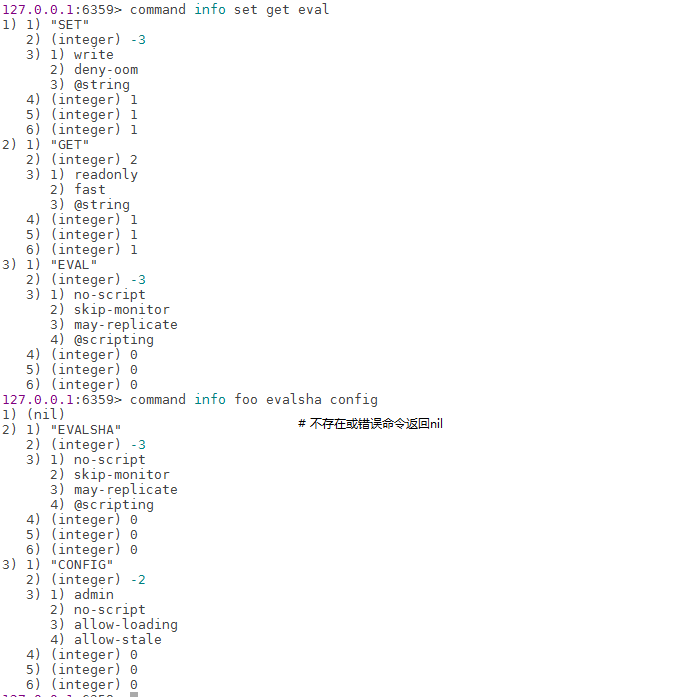 127.0.0.1:6359> command info set get eval
1) 1) "SET"
   2) (integer) -3
   3) 1) write
      2) deny-oom
      3) @string
   4) (integer) 1
   5) (integer) 1
   6) (integer) 1
2) 1) "GET"
   2) (integer) 2
   3) 1) readonly
      2) fast
      3) @string
   4) (integer) 1
   5) (integer) 1
   6) (integer) 1
3) 1) "EVAL"
   2) (integer) -3
   3) 1) no-script
      2) skip-monitor
      3) may-replicate
      4) @scripting
   4) (integer) 0
   5) (integer) 0
   6) (integer) 0
127.0.0.1:6359> command info foo evalsha config
1) (nil)
# 不存在或错误命令返回nil
2) 1) "EVALSHA"
   2) (integer) -3
   3) 1) no-script
      2) skip-monitor
      3) may-replicate
      4) @scripting
   4) (integer) 0
   5) (integer) 0
   6) (integer) 0
3) 1) "CONFIG"
   2) (integer) -2
   3) 1) admin
      2) no-script
      3) allow-loading
      4) allow-stale
   4) (integer) 0
   5) (integer) 0
   6) (integer) 0